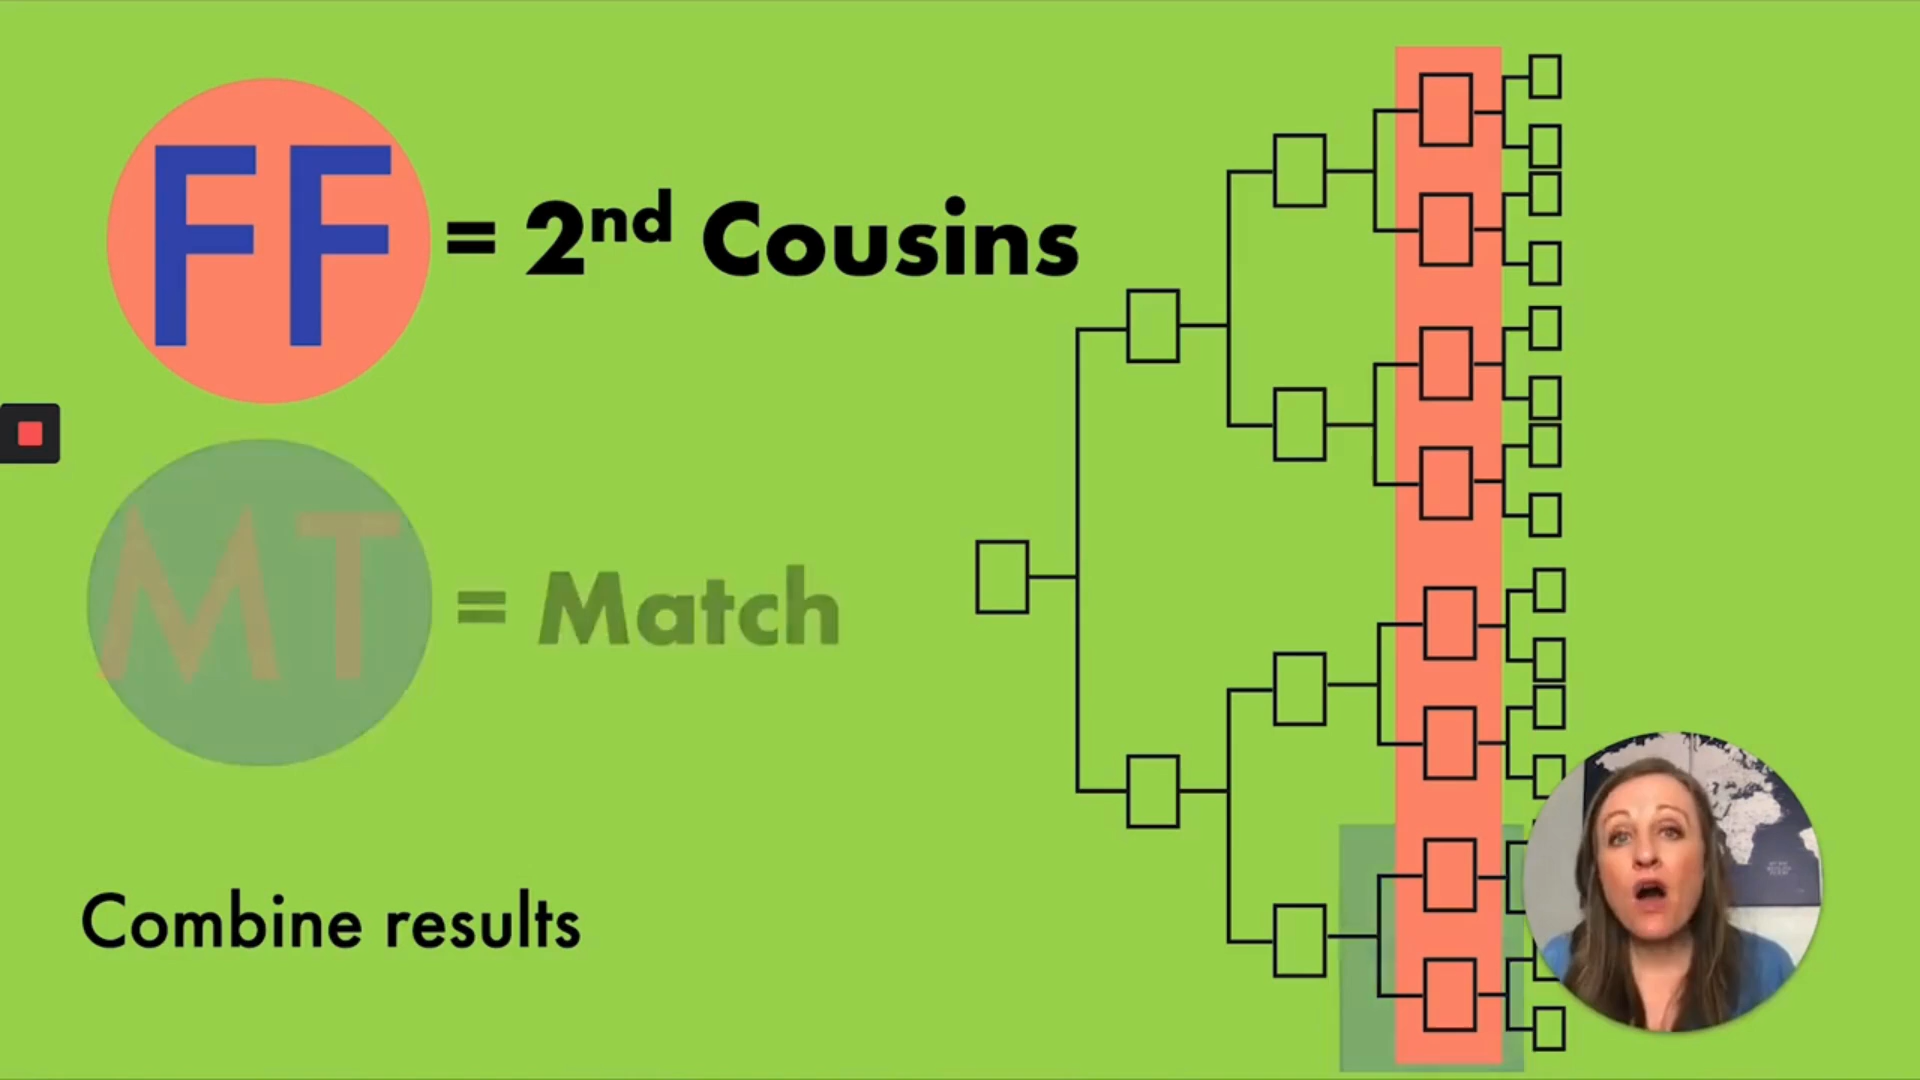 FF = 2nd Cousins
MT = Match
Combine results